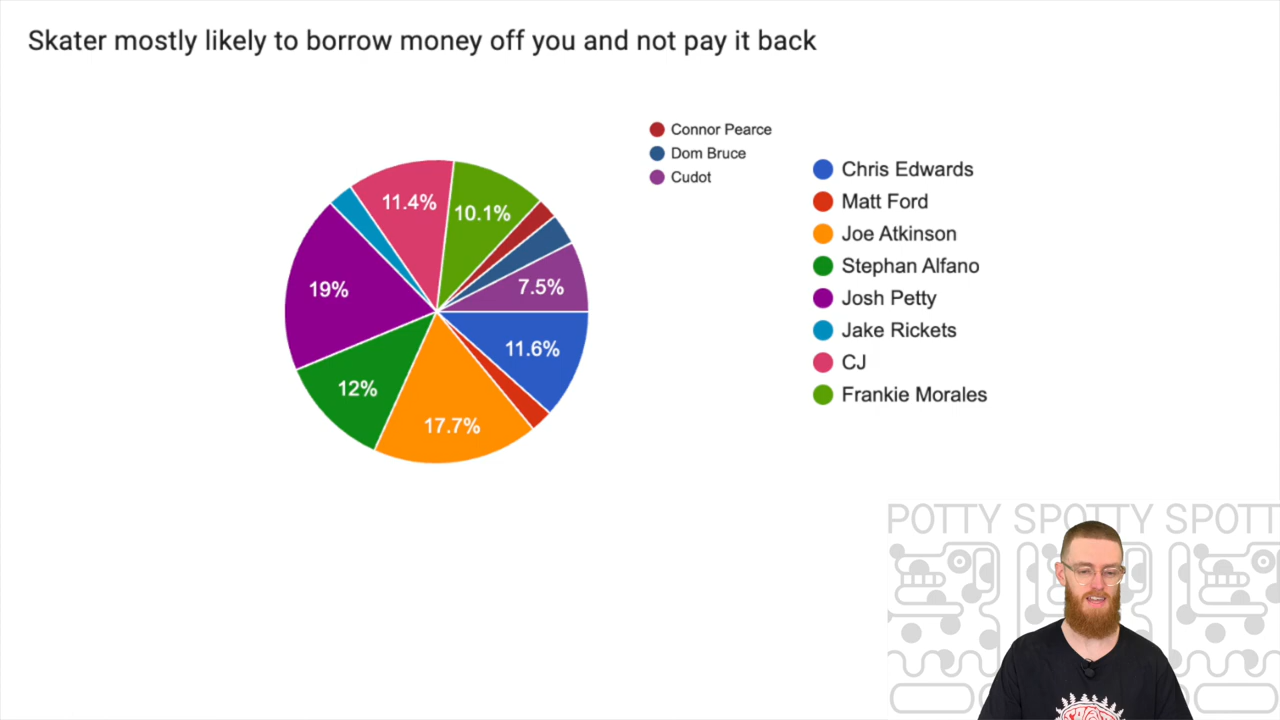 Skater mostly likely to borrow money off you and not pay it back
Connor Pearce
Dom Bruce
Cudot
Chris Edwards
Matt Ford
Joe Atkinson
Stephan Alfano
Josh Petty
Jake Rickets
CJ
Frankie Morales
11.4%
10.1%
19%
7.5%
11.6%
12%
17.7%
POTTY SPOTTY SPOTT